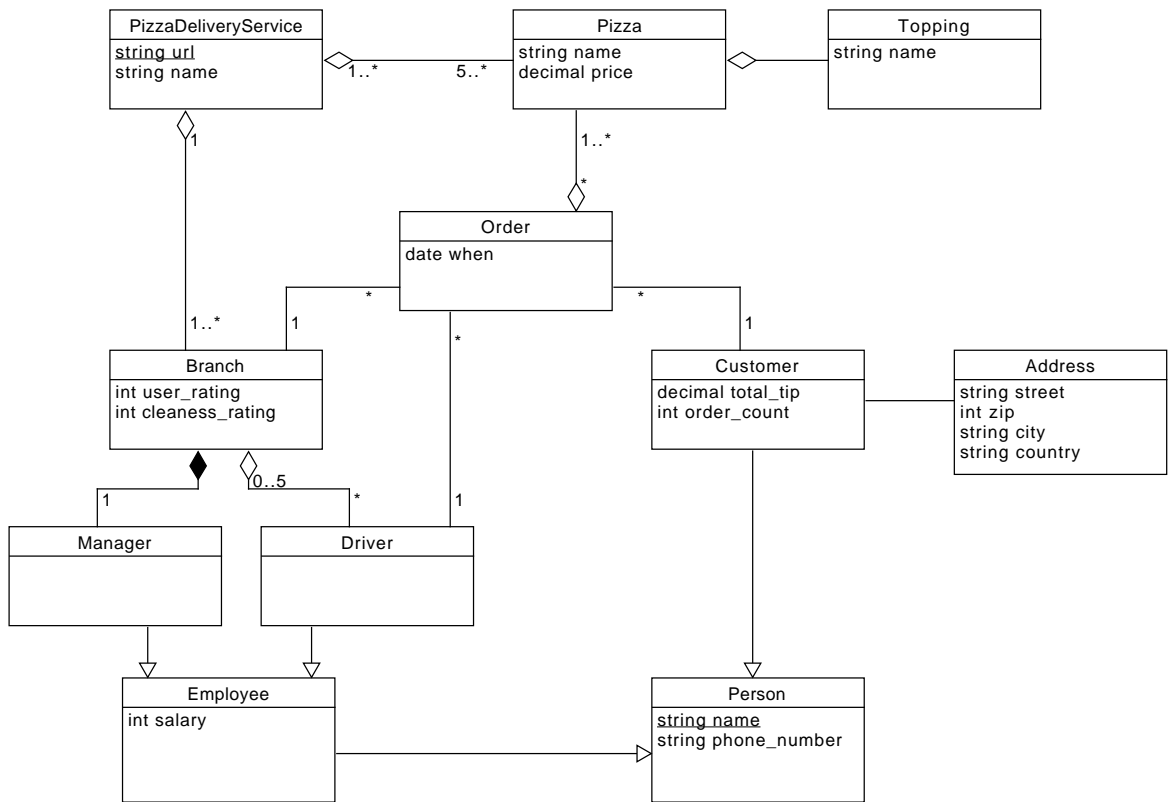 PizzaDeliveryService
string url
string name
Pizza
string name
decimal price
Topping
string name
1..*
5..*
1
1..*
*
Order
date when
*
*
1..*
1
*
1
Branch
int user_rating
int cleaness_rating
Customer
decimal total_tip
int order_count
Address
string street
int zip
string city
string country
0..5
1
*
1
Manager
Driver
Employee
int salary
Person
string name
string phone_number